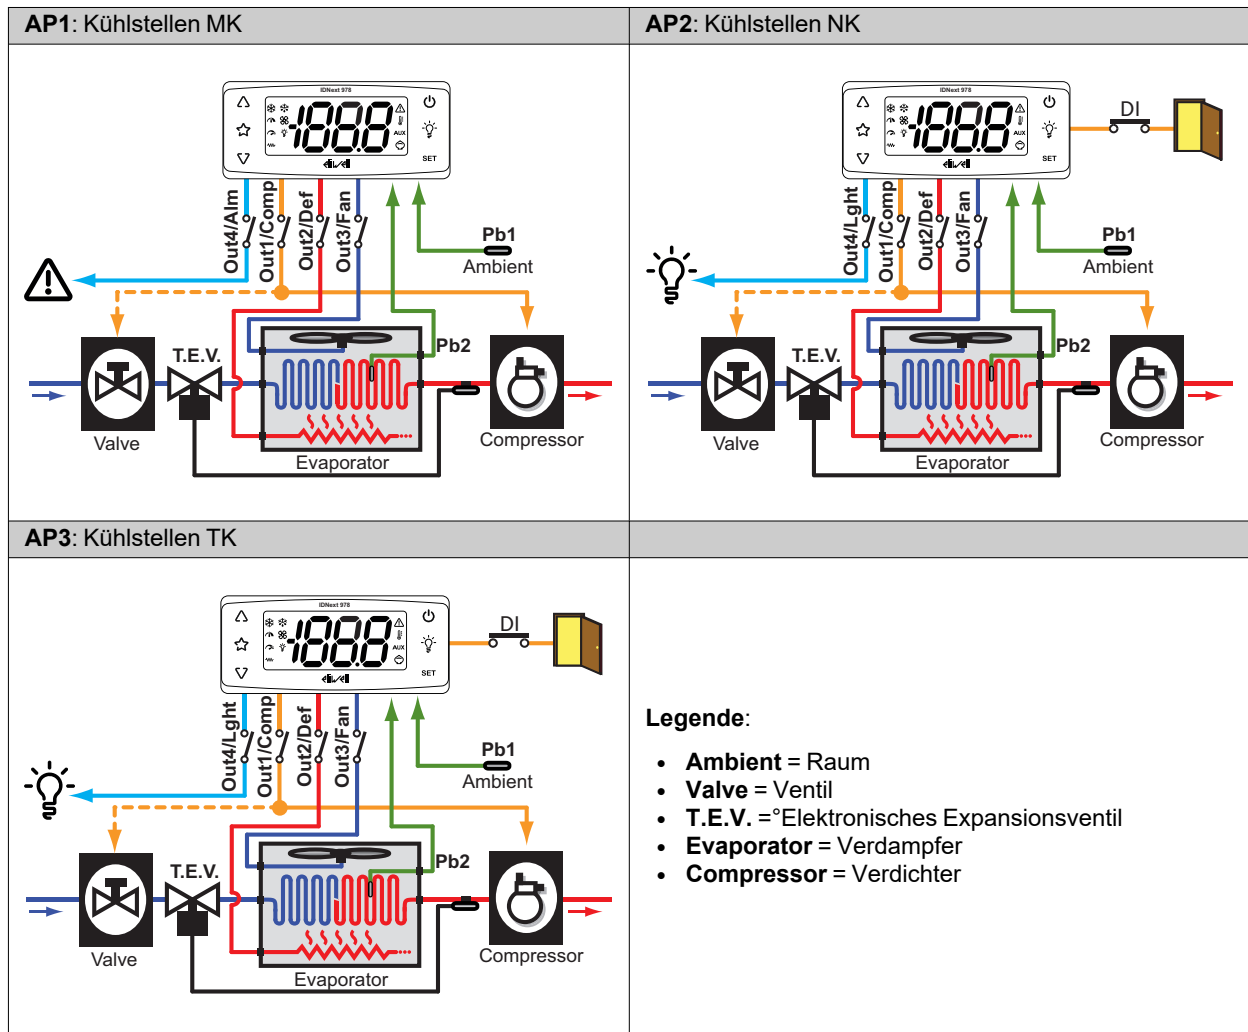 AP1: Kühlstellen MK
IDNext 978
188.8
AUX
SET
eliwell
Out4/Alm
Out1/Comp
Out2/Def
Out3/Fan
Pb1
Ambient
T.E.V.
Pb2
Valve
Evaporator
Compressor
AP2: Kühlstellen NK
IDNext 978
188.8
AUX
SET
eliwell
DI
Out4/Lght
Out1/Comp
Out2/Def
Out3/Fan
Pb1
Ambient
T.E.V.
Pb2
Valve
Evaporator
Compressor
AP3: Kühlstellen TK
IDNext 978
188.8
AUX
SET
eliwell
DI
Out4/Lght
Out1/Comp
Out2/Def
Out3/Fan
Pb1
Ambient
T.E.V.
Pb2
Valve
Evaporator
Compressor
Legende:
• Ambient = Raum
• Valve = Ventil
• T.E.V. =°Elektronisches Expansionsventil
• Evaporator = Verdampfer
• Compressor = Verdichter